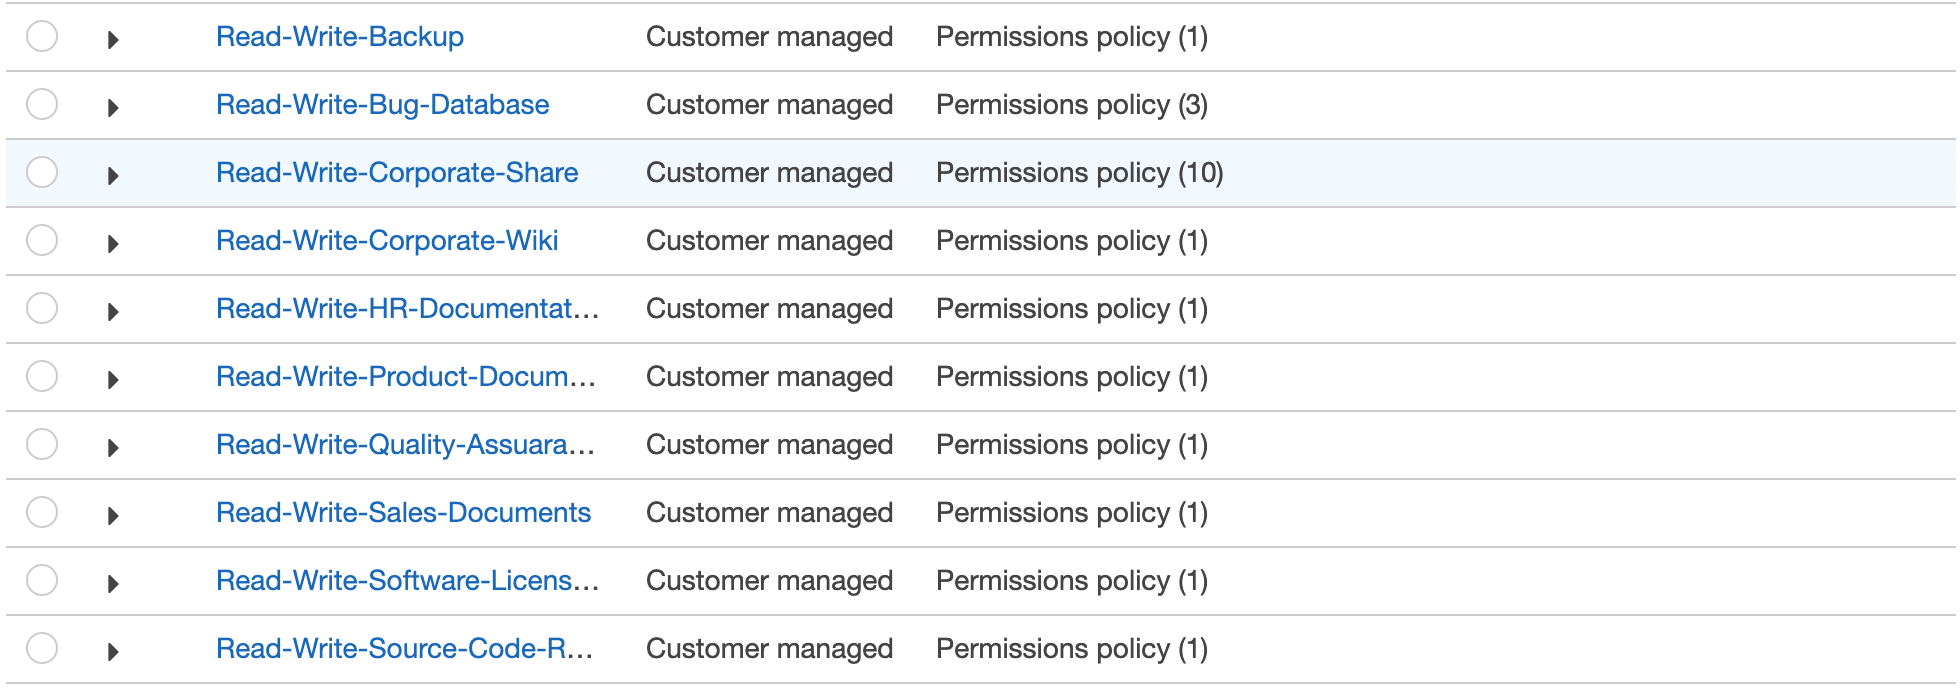 Read-Write-Backup Customer managed Permissions policy (1)
Read-Write-Bug-Database Customer managed Permissions policy (3)
Read-Write-Corporate-Share Customer managed Permissions policy (10)
Read-Write-Corporate-Wiki Customer managed Permissions policy (1)
Read-Write-HR-Documentat... Customer managed Permissions policy (1)
Read-Write-Product-Docum... Customer managed Permissions policy (1)
Read-Write-Quality-Assuara... Customer managed Permissions policy (1)
Read-Write-Sales-Documents Customer managed Permissions policy (1)
Read-Write-Software-Licens... Customer managed Permissions policy (1)
Read-Write-Source-Code-R... Customer managed Permissions policy (1)